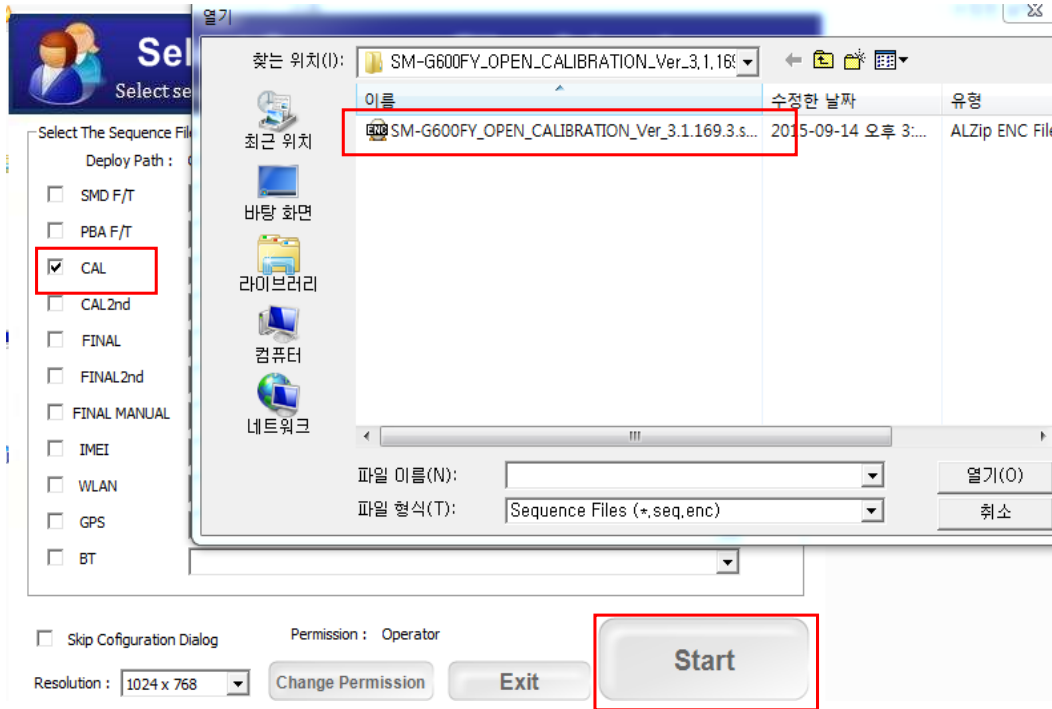 열기
Sel
Select se
찾는 위치(I):
SM-G600FY_OPEN_CALIBRATION_Ver_3,1,169
이름
수정한 날짜
유형
SM-G600FY_OPEN_CALIBRATION_Ver_3.1.169.3.s...
2015-09-14 오후 3:...
ALZip ENC File
최근 위치
바탕 화면
라이브러리
컴퓨터
네트워크
파일 이름(N):
열기(O)
파일 형식(T):
Sequence Files (*,seq,enc)
취소
Select The Sequence File
Deploy Path :
SMD F/T
PBA F/T
CAL
CAL2nd
FINAL
FINAL2nd
FINAL MANUAL
IMEI
WLAN
GPS
BT
Skip Cofiguration Dialog
Permission : Operator
Resolution :
1024 x 768
Change Permission
Exit
Start